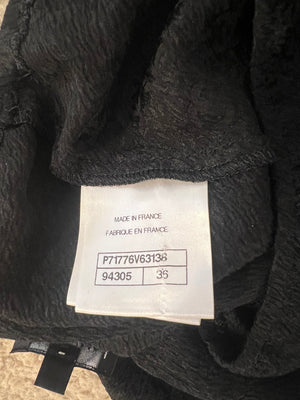 MADE IN FRANCE
FABRIQUE EN FRANCE
P71776V63136
94305 36